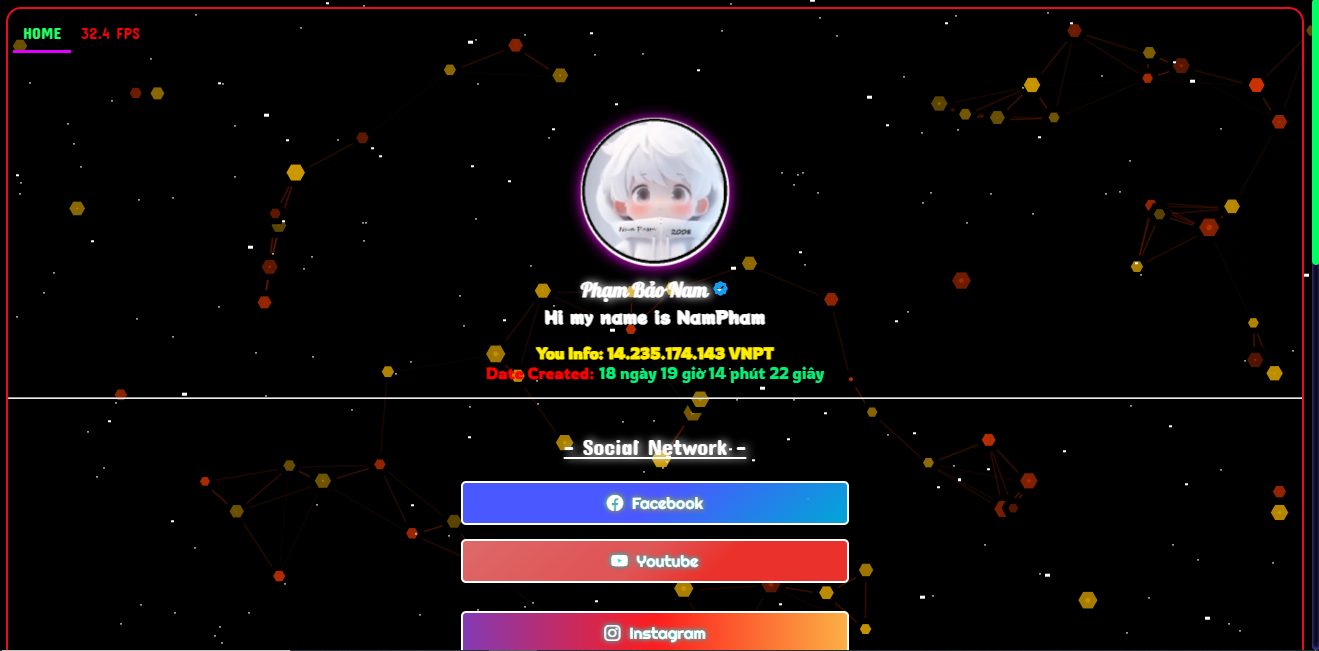 HOME 32.4 FPS
Nam Phạm 2008
Phạm Bảo Nam
Hi my name is NamPham
You Info: 14.235.174.143 VNPT
Date Created: 18 ngày 19 giờ 14 phút 22 giây
- Social Network -
Facebook
Youtube
Instagram